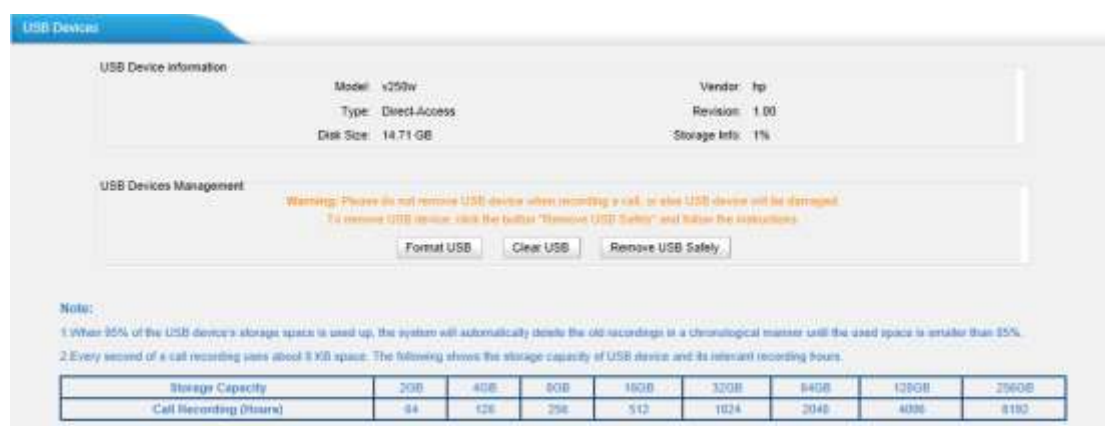 USB Devices
USB Device Information
Model: v250w Vendor: hp
Type: Direct-Access Revision: 1.00
Disk Size: 14.71 GB Storage Info: 1%
USB Devices Management
Warning: Please do not remove USB device when recording a call, or else USB device will be damaged.
To remove USB device, click the button "Remove USB Safely" and follow the instructions.
Format USB Clear USB Remove USB Safely
Note:
1.When 95% of the USB device's storage space is used up, the system will automatically delete the old recordings in a chronological manner until the used space is smaller than 85%.
2.Every second of a call recording uses about 8 KB space. The following shows the storage capacity of USB device and its relevant recording hours.
Storage Capacity 2GB 4GB 8GB 16GB 32GB 64GB 128GB 256GB
Call Recording (Hours) 64 128 256 512 1024 2048 4096 8192